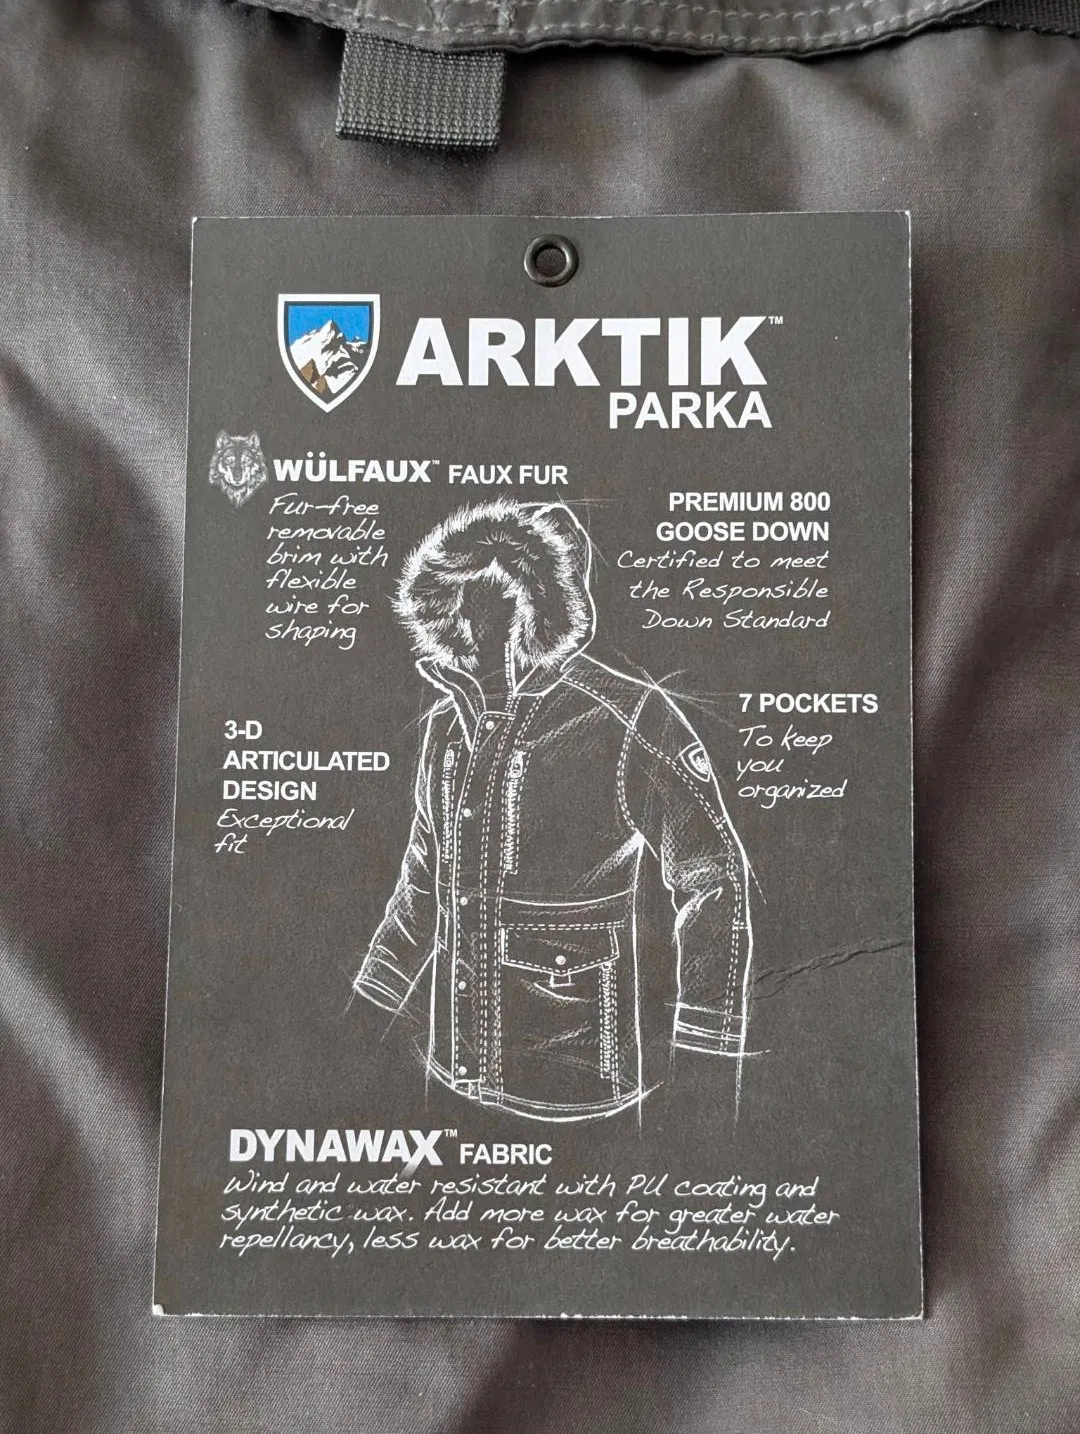 ARKTIK™
PARKA
WÜLFAUX™ FAUX FUR
Fur-free
removable
brim with
flexible
wire for
shaping
PREMIUM 800
GOOSE DOWN
Certified to meet
the Responsible
Down Standard
7 POCKETS
To keep
you
organized
3-D
ARTICULATED
DESIGN
Exceptional
fit
DYNAWAX™ FABRIC
Wind and water resistant with PU coating and
synthetic wax. Add more wax for greater water
repellancy, less wax for better breathability.